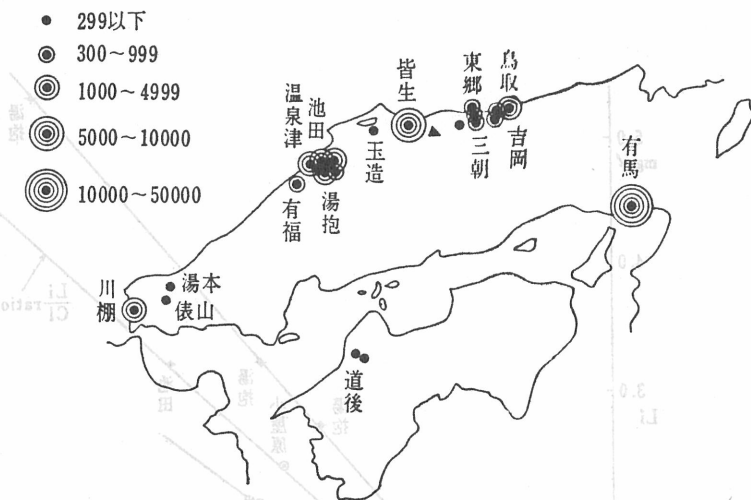 299以下
300〜999
1000〜4999
5000〜10000
10000〜50000
鳥取
東郷
皆生
池田
温泉津
玉造
三朝
吉岡
有馬
湯抱
有福
湯本
俵山
川棚
道後